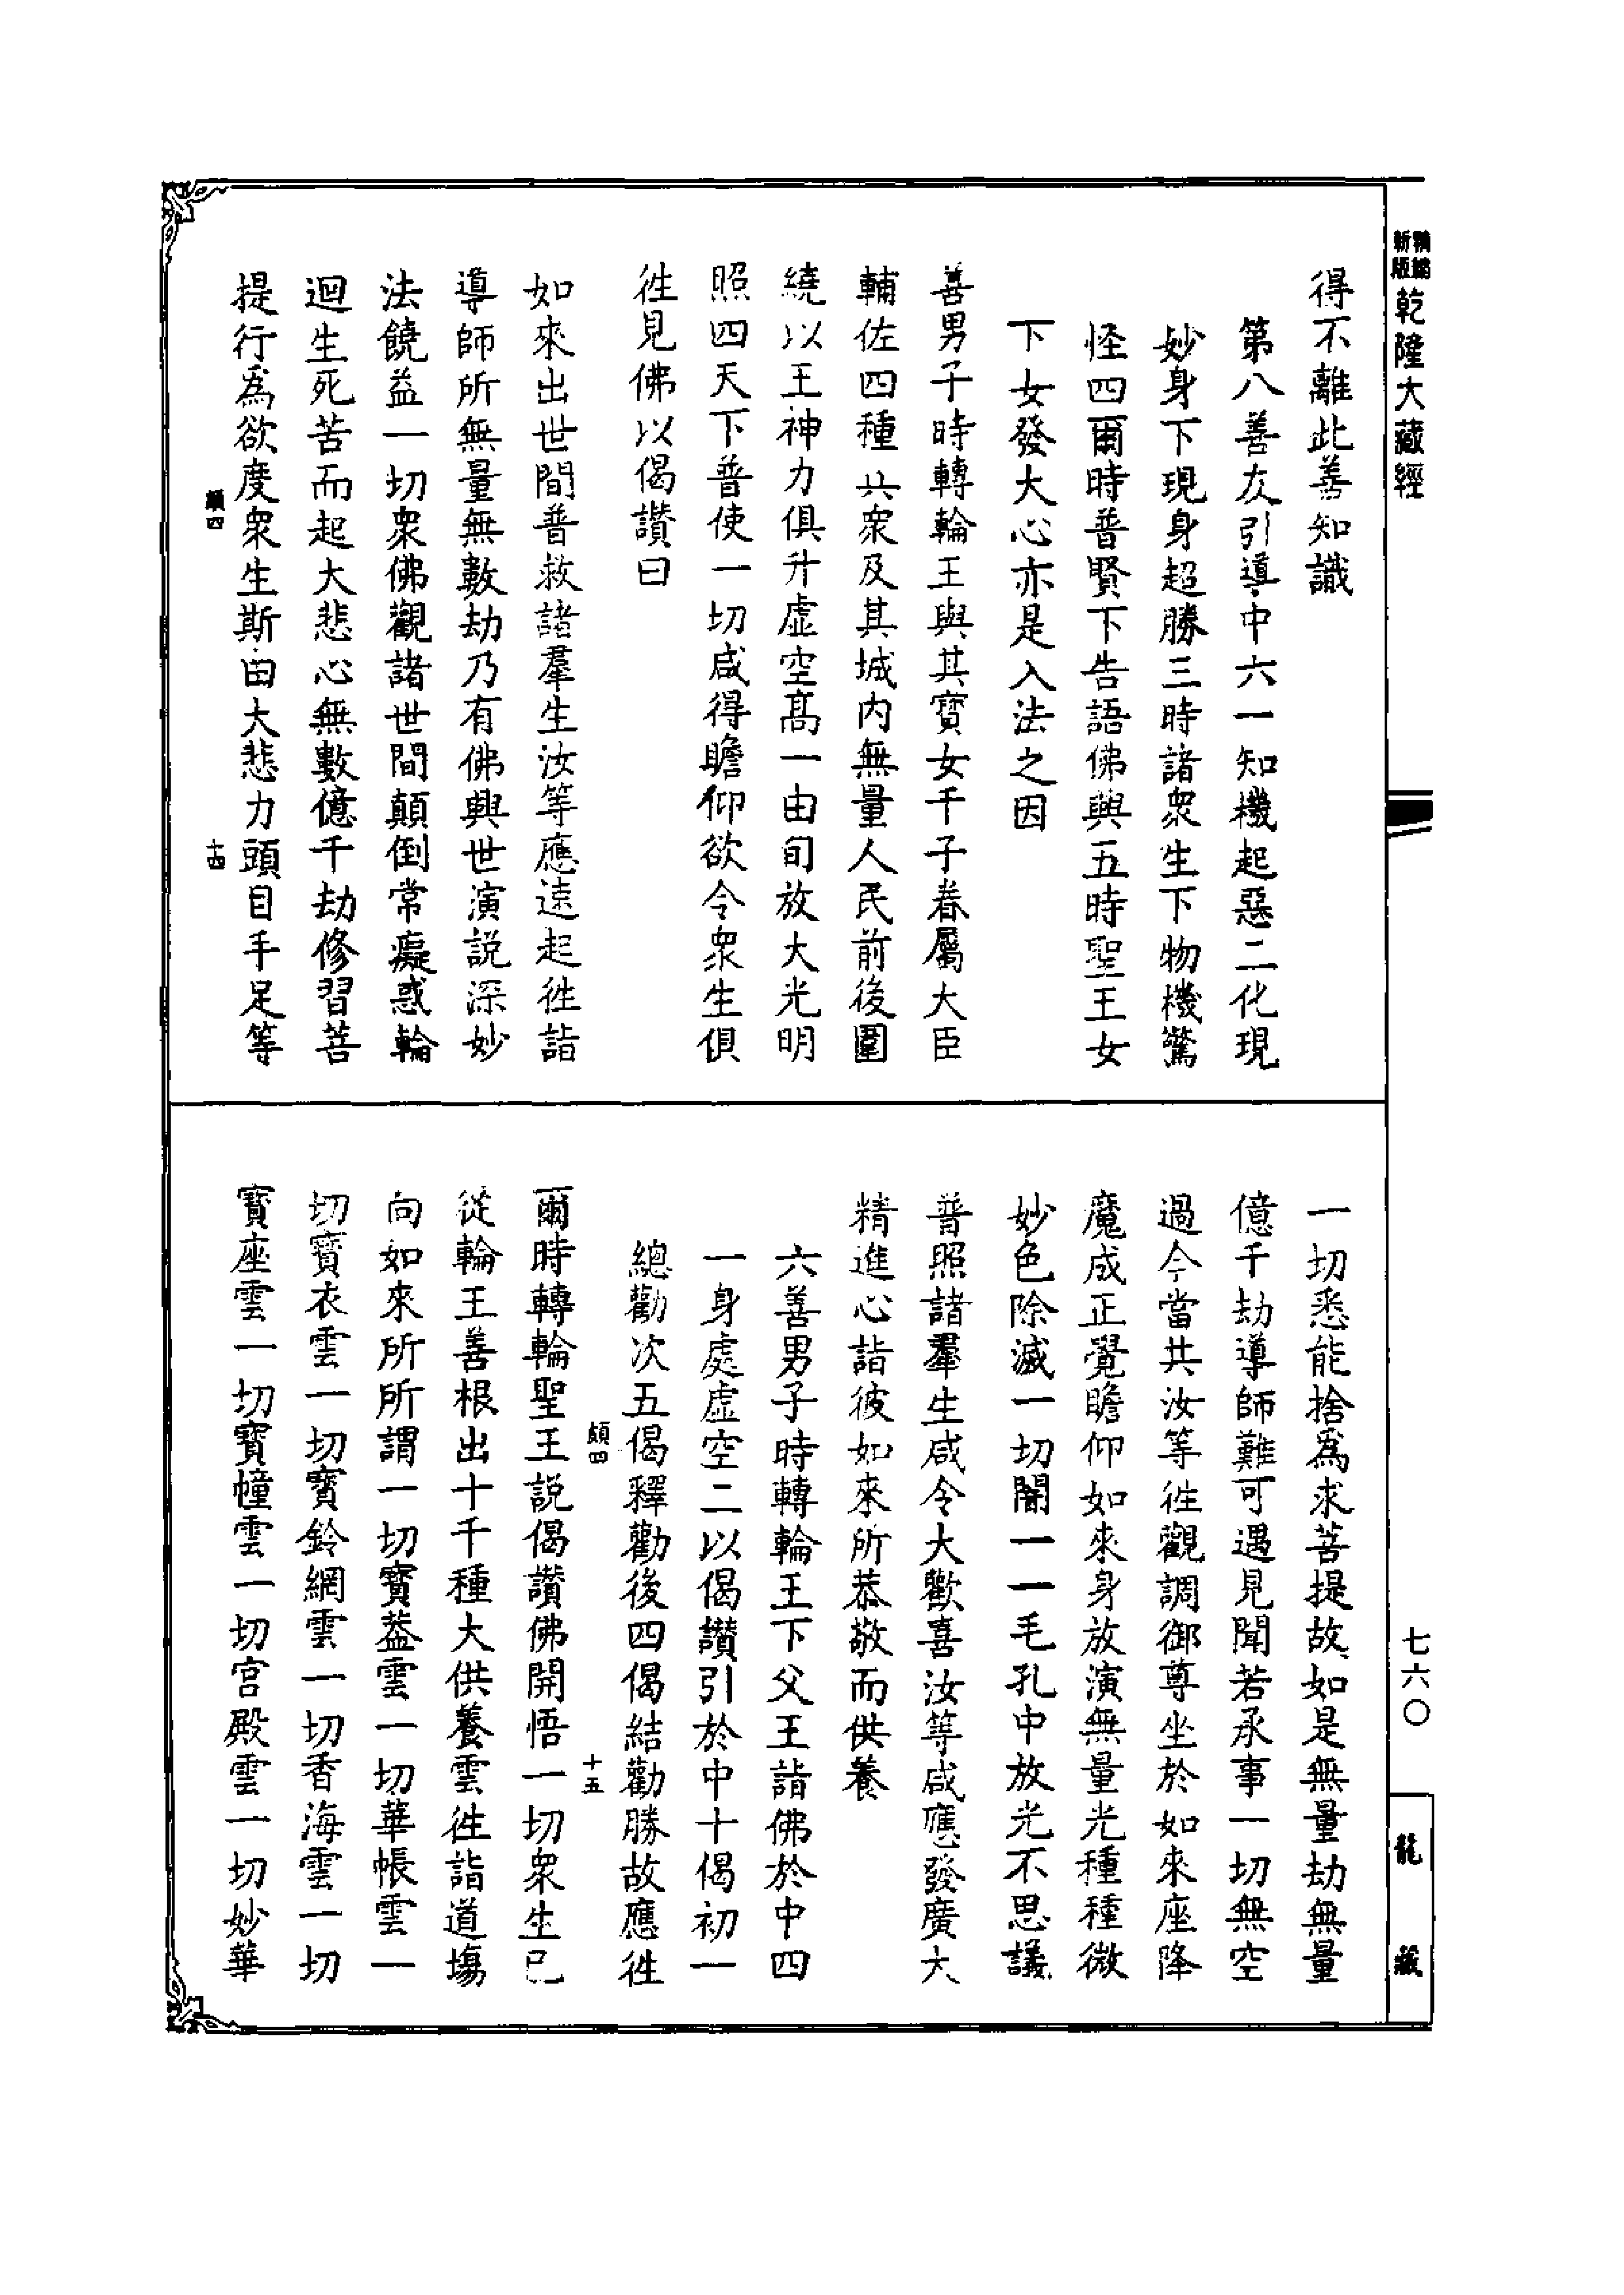 新版
精縮
乾隆大藏經
七六〇
龍藏
得不離此善知識
第八善友引導中六一知機起惡二化現
妙身下現身超勝三時諸衆生下物機驚
怪四爾時普賢下告語佛興五時聖王女
下女發大心亦是入法之因
善男子時轉輪王與其寶女千子眷屬大臣
輔佐四種兵衆及其城内無量人民前後圍
繞以王神力俱升虛空髙一由旬放大光明
照四天下普使一切咸得瞻仰欲令衆生俱
徃見佛以偈讃曰
如來出世間普救諸羣生汝等應速起徃詣
導師所無量無數劫乃有佛興世演説深妙
法饒益一切衆佛觀諸世間顛倒常癡惑輪
迴生死苦而起大悲心無數億千劫修習菩
提行爲欲度衆生斯由大悲力頭目手足等
頗四
十四
一切悉能捨爲求菩提故如是無量劫無量
億千劫導師難可遇見聞若承事一切無空
過今當共汝等徃觀調御尊坐於如來座降
魔成正覺瞻仰如來身放演無量光種種微
妙色除滅一切闇一一毛孔中放光不思議
普照諸羣生咸令大歡喜汝等咸應發廣大
精進心詣彼如來所恭敬而供養
六善男子時轉輪王下父王詣佛於中四
一身處虛空二以偈讃引於中十偈初一
總勸次五偈釋勸後四偈結勸勝故應徃
頗四
十五
爾時轉輪聖王説偈讃佛開悟一切衆生已
從輪王善根出十千種大供養雲徃詣道塲
向如來所所謂一切寳葢雲一切華帳雲一
切寳衣雲一切寳鈴網雲一切香海雲一切
寳座雲一切寳幢雲一切宫殿雲一切妙華